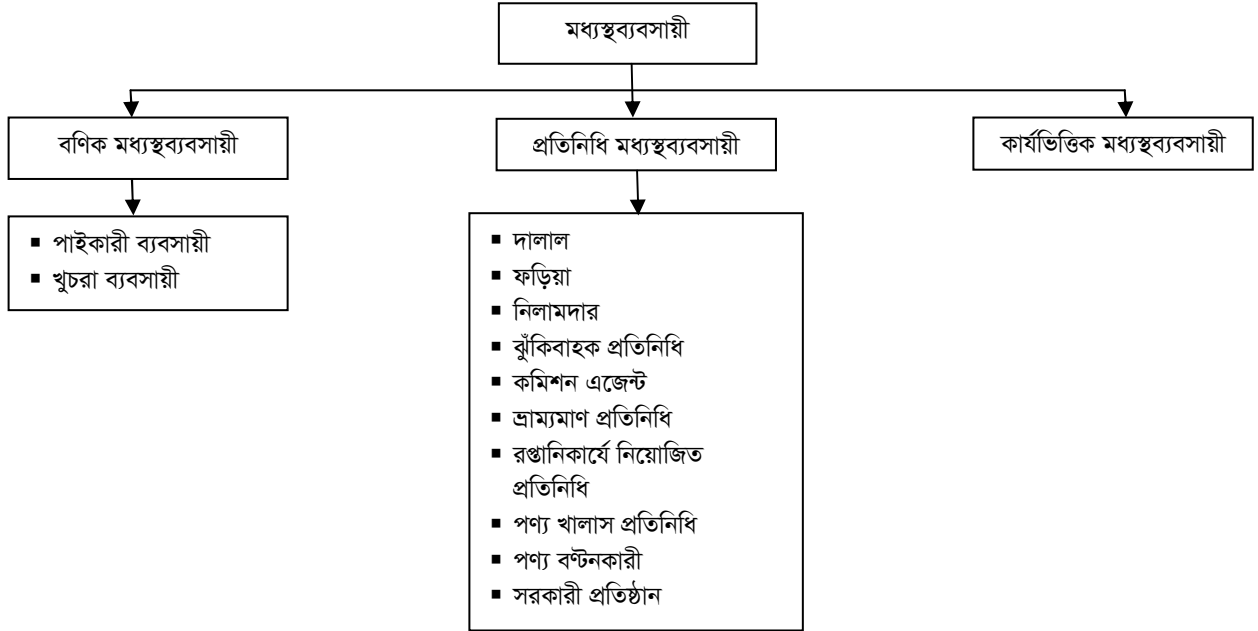 মধ্যস্থব্যবসায়ী
বণিক মধ্যস্থব্যবসায়ী
প্রতিনিধি মধ্যস্থব্যবসায়ী
কার্যভিত্তিক মধ্যস্থব্যবসায়ী
▪ পাইকারী ব্যবসায়ী
▪ খুচরা ব্যবসায়ী
▪ দালাল
▪ ফড়িয়া
▪ নিলামদার
▪ ঝুঁকিবাহক প্রতিনিধি
▪ কমিশন এজেন্ট
▪ ভ্রাম্যমাণ প্রতিনিধি
▪ রপ্তানিকার্যে নিয়োজিত
প্রতিনিধি
▪ পণ্য খালাস প্রতিনিধি
▪ পণ্য বণ্টনকারী
▪ সরকারী প্রতিষ্ঠান